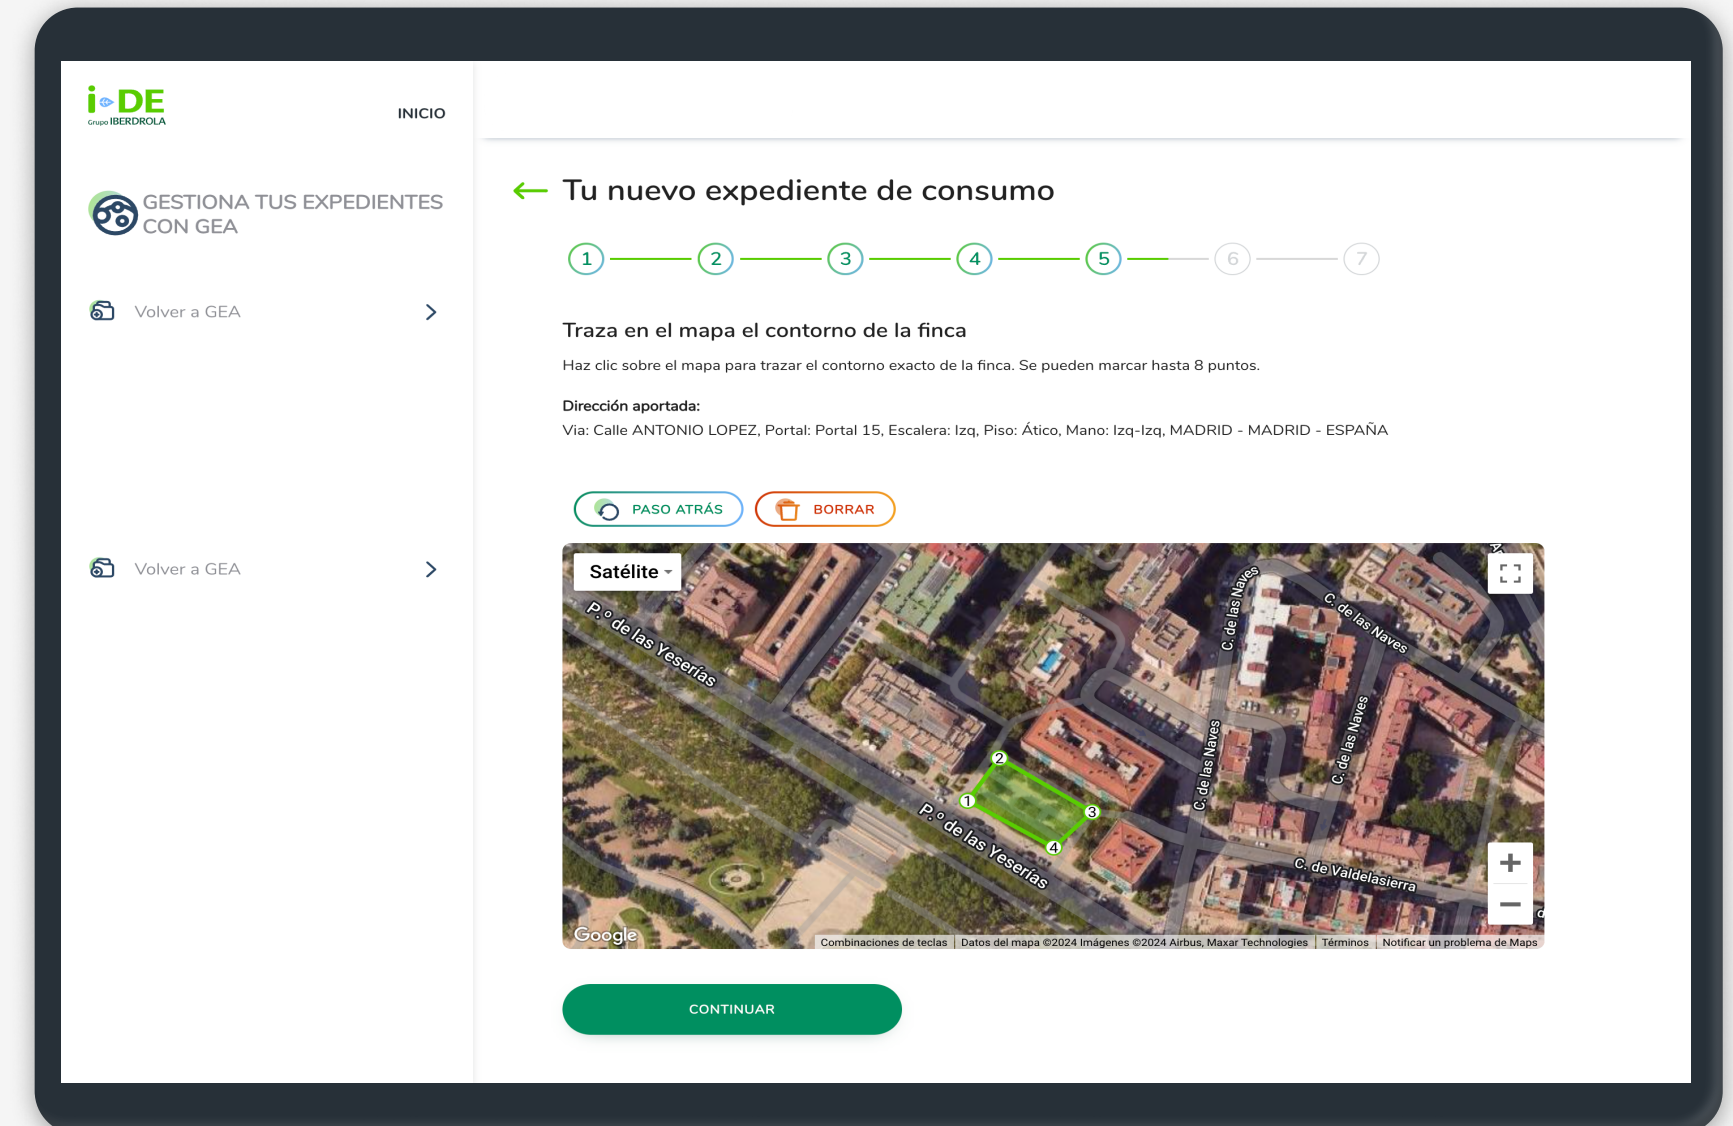 i-DE
Grupo IBERDROLA
INICIO
GESTIONA TUS EXPEDIENTES
CON GEA
Volver a GEA
Volver a GEA
Tu nuevo expediente de consumo
1 2 3 4 5 6 7
Traza en el mapa el contorno de la finca
Haz clic sobre el mapa para trazar el contorno exacto de la finca. Se pueden marcar hasta 8 puntos.
Dirección aportada:
Via: Calle ANTONIO LOPEZ, Portal: Portal 15, Escalera: Izq, Piso: Ático, Mano: Izq-Izq, MADRID - MADRID - ESPAÑA
PASO ATRÁS
BORRAR
Satélite
P.º de las Yeserías
C. de las Naves
C. de las Naves
C. de las Naves
C. de las Naves
2
1
3
4
P.º de las Yeserías
C. de Valdelasierra
Google
Combinaciones de teclas
Datos del mapa ©2024 Imágenes ©2024 Airbus, Maxar Technologies
Términos
Notificar un problema de Maps
CONTINUAR